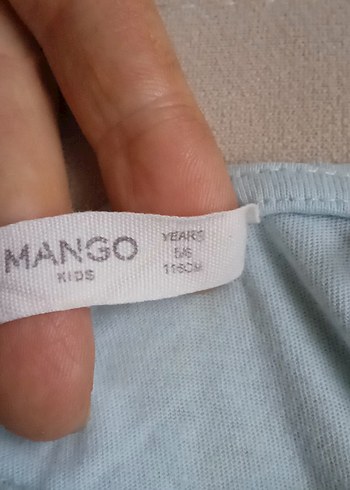 MANGO
KIDS
YEARS
5/6
116CM